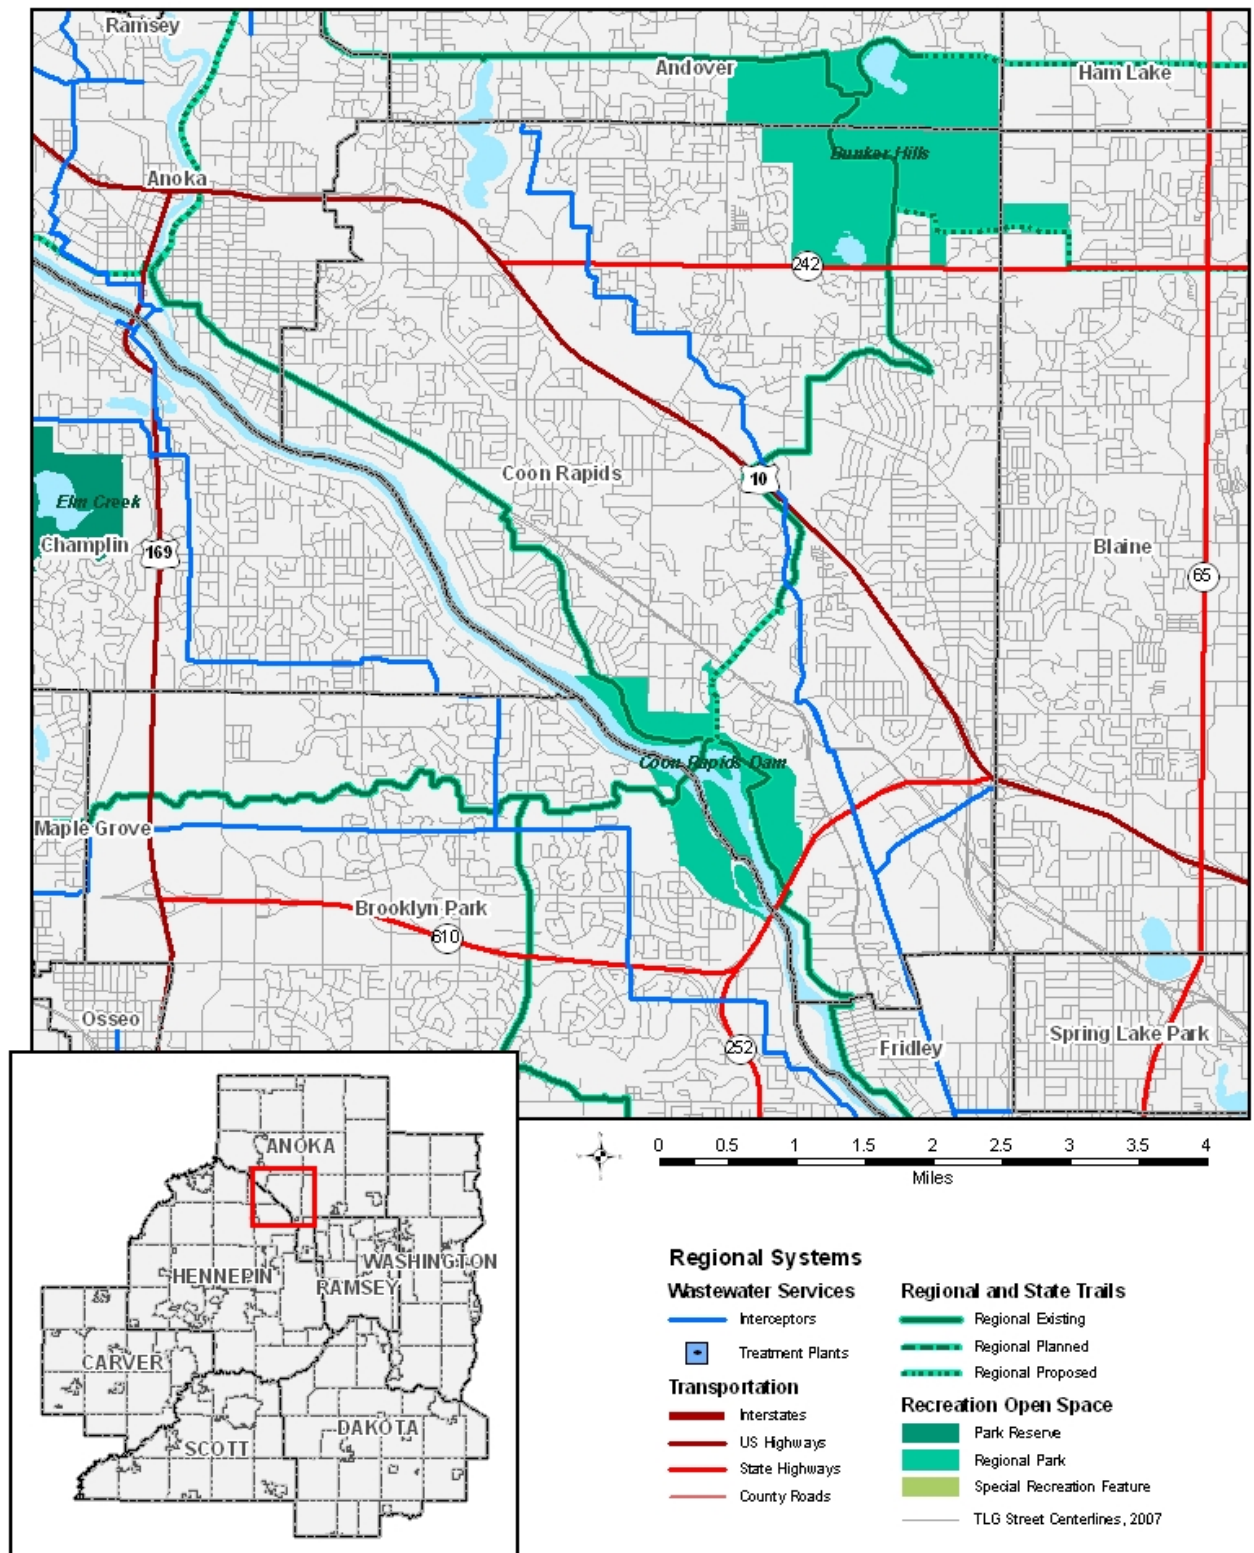 Ramsey
Andover
Ham Lake
Bunker Hills
Anoka
242
Coon Rapids
10
Elm Creek
Champlin
169
Blaine
65
Coon Rapids Dam
Maple Grove
Brooklyn Park
610
Osseo
252
Fridley
Spring Lake Park
ANOKA
HENNEPIN
RAMSEY
WASHINGTON
CARVER
SCOTT
DAKOTA
0 0.5 1 1.5 2 2.5 3 3.5 4
Miles
Regional Systems
Wastewater Services
Interceptors
Treatment Plants
Transportation
Interstates
US Highways
State Highways
County Roads
Regional and State Trails
Regional Existing
Regional Planned
Regional Proposed
Recreation Open Space
Park Reserve
Regional Park
Special Recreation Feature
TLG Street Centerlines, 2007